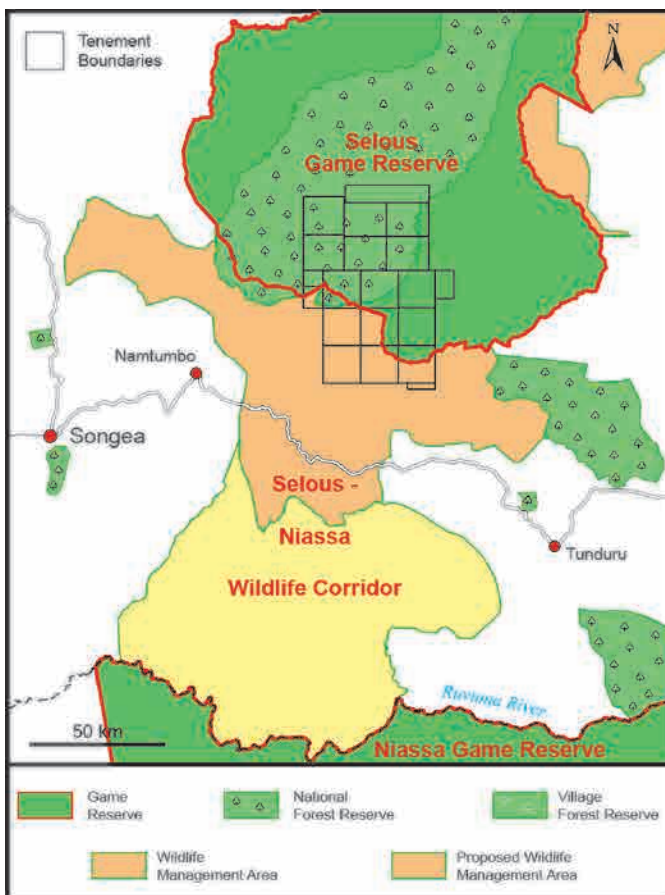 Tenement
Boundaries
N
Selous
Game Reserve
Namtumbo
Songea
Selous -
Niassa
Wildlife Corridor
Tunduru
Ruvuma River
50 km
Niassa Game Reserve
Game
Reserve
National
Forest Reserve
Village
Forest Reserve
Wildlife
Management Area
Proposed Wildlife
Management Area